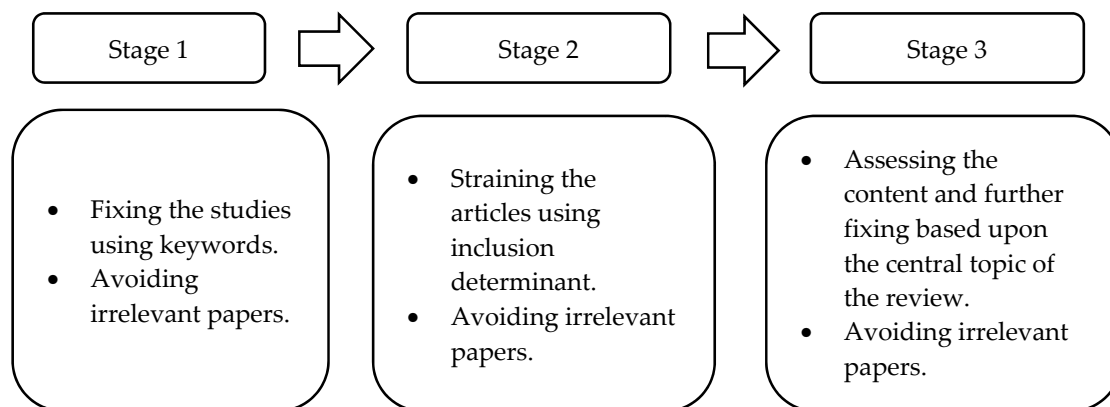 Stage 1
Stage 2
Stage 3
• Fixing the studies
using keywords.
• Avoiding
irrelevant papers.
• Straining the
articles using
inclusion
determinant.
• Avoiding irrelevant
papers.
• Assessing the
content and further
fixing based upon
the central topic of
the review.
• Avoiding irrelevant
papers.